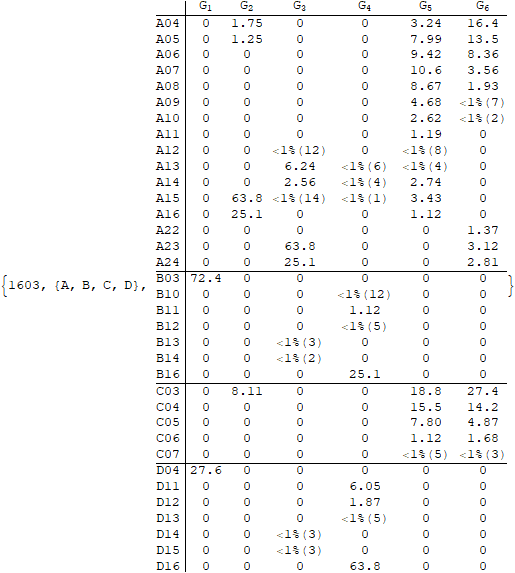 G1 G2 G3 G4 G5 G6
A04 0 1.75 0 0 3.24 16.4
A05 0 1.25 0 0 7.99 13.5
A06 0 0 0 0 9.42 8.36
A07 0 0 0 0 10.6 3.56
A08 0 0 0 0 8.67 1.93
A09 0 0 0 0 4.68 <1%(7)
A10 0 0 0 0 2.62 <1%(2)
A11 0 0 0 0 1.19 0
A12 0 0 <1%(12) 0 <1%(8) 0
A13 0 0 6.24 <1%(6) <1%(4) 0
A14 0 0 2.56 <1%(4) 2.74 0
A15 0 63.8 <1%(14) <1%(1) 3.43 0
A16 0 25.1 0 0 1.12 0
A22 0 0 0 0 0 1.37
A23 0 0 63.8 0 0 3.12
A24 0 0 25.1 0 0 2.81
{1603, {A, B, C, D}, B03 72.4 0 0 0 0 0 }
B10 0 0 0 <1%(12) 0 0
B11 0 0 0 1.12 0 0
B12 0 0 0 <1%(5) 0 0
B13 0 0 <1%(3) 0 0 0
B14 0 0 <1%(2) 0 0 0
B16 0 0 0 25.1 0 0
C03 0 8.11 0 0 18.8 27.4
C04 0 0 0 0 15.5 14.2
C05 0 0 0 0 7.80 4.87
C06 0 0 0 0 1.12 1.68
C07 0 0 0 0 <1%(5) <1%(3)
D04 27.6 0 0 0 0 0
D11 0 0 0 6.05 0 0
D12 0 0 0 1.87 0 0
D13 0 0 0 <1%(5) 0 0
D14 0 0 <1%(3) 0 0 0
D15 0 0 <1%(3) 0 0 0
D16 0 0 0 63.8 0 0